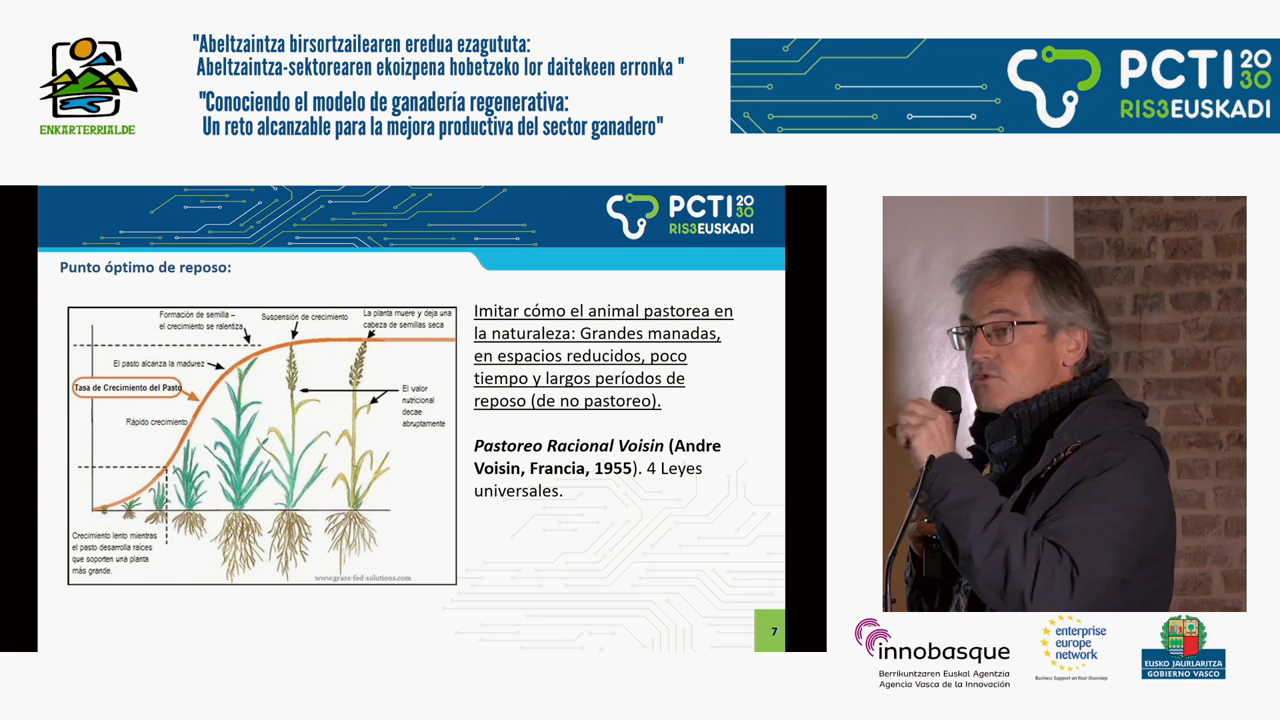 "Abeltzaintza birsortzailearen eredua ezagututa:
Abeltzaintza-sektorearen ekoizpena hobetzeko lor daitekeen erronka "
"Conociendo el modelo de ganadería regenerativa:
Un reto alcanzable para la mejora productiva del sector ganadero"
ENKARTERRIALDE
PCTI 20
30
RIS3EUSKADI
PCTI 20
30
RIS3EUSKADI
Punto óptimo de reposo:
Formación de semilla –
el crecimiento se ralentiza
Suspensión de crecimiento
La planta muere y deja una
cabeza de semillas seca
El pasto alcanza la madurez
Tasa de Crecimiento del Pasto
Rápido crecimiento
El valor
nutricional
decae
abruptamente
Crecimiento lento mientras
el pasto desarrolla raíces
que soporten una planta
más grande.
www.grass-fed-solutions.com
Imitar cómo el animal pastorea en
la naturaleza: Grandes manadas,
en espacios reducidos, poco
tiempo y largos períodos de
reposo (de no pastoreo).
Pastoreo Racional Voisin (Andre
Voisin, Francia, 1955). 4 Leyes
universales.
7
innobasque
Berrikuntzaren Euskal Agentzia
Agencia Vasca de la Innovación
enterprise
europe
network
Business Support on Your Doorstep
EUSKO JAURLARITZA
GOBIERNO VASCO